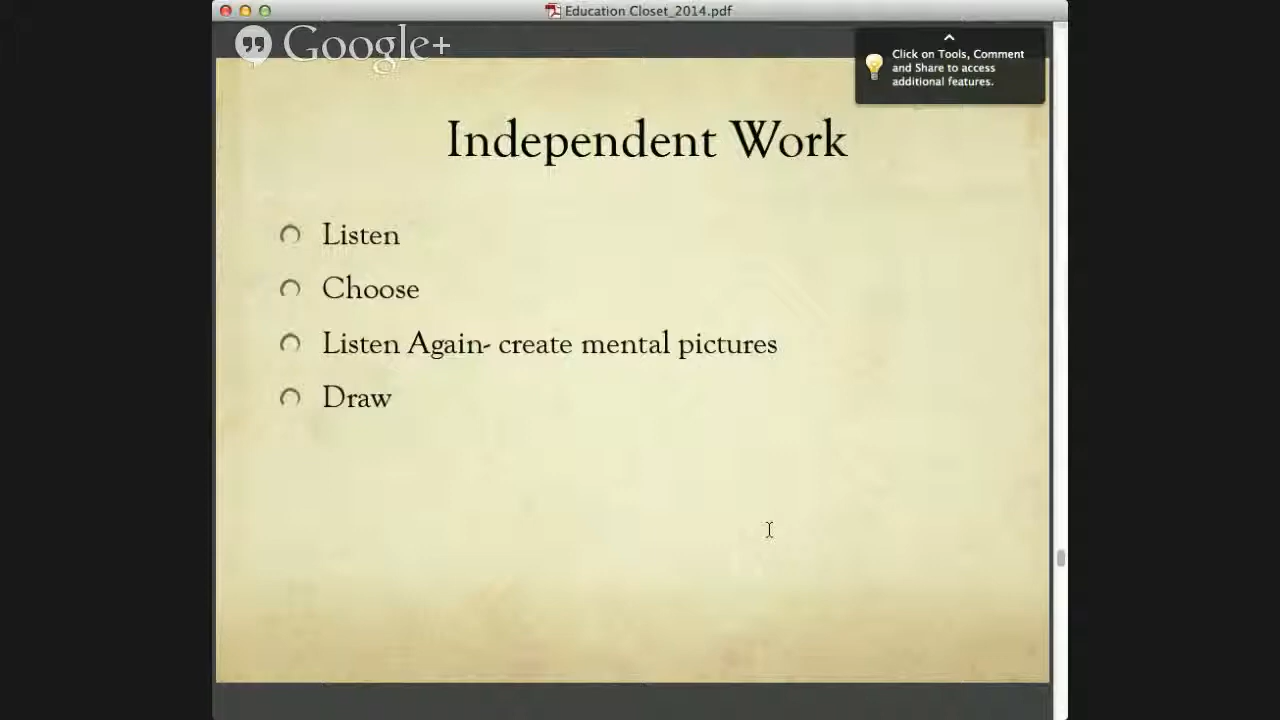 Education Closet_2014.pdf
Google+
Click on Tools, Comment
and Share to access
additional features.
Independent Work
Listen
Choose
Listen Again- create mental pictures
Draw